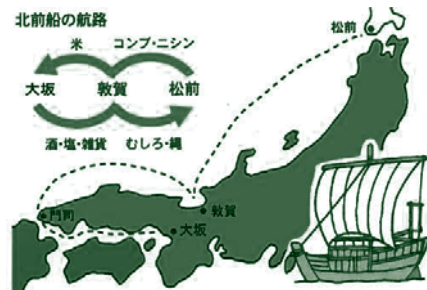 北前船の航路
米 コンブ・ニシン
大坂 敦賀 松前
酒・塩・雑貨 むしろ・縄
松前
敦賀
門司
大坂